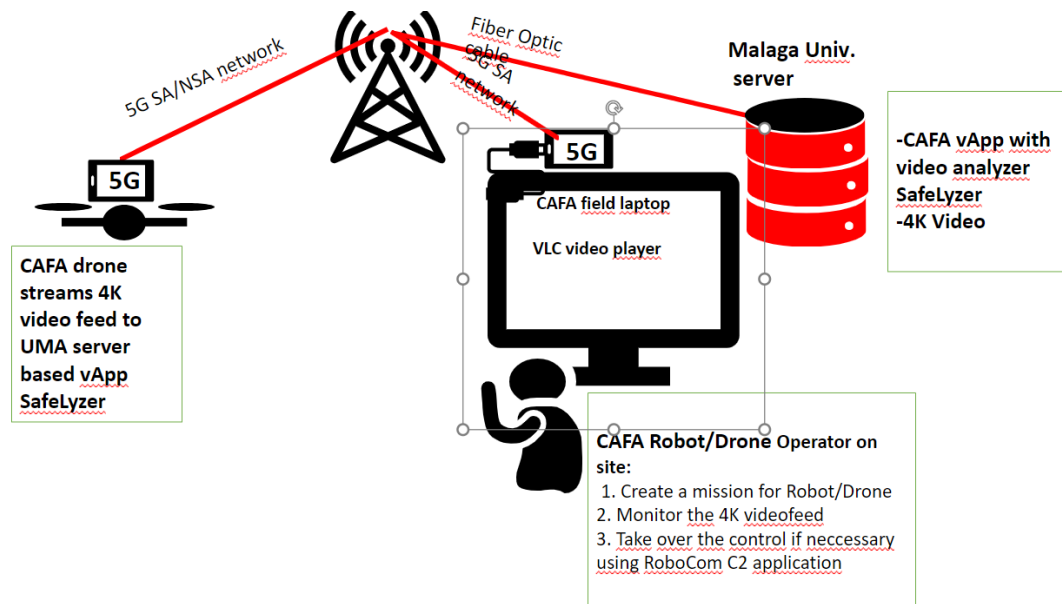 5G SA/NSA network
Fiber Optic
cable
5G SA
network
Malaga Univ.
server
5G
5G
CAFA field laptop
VLC video player
-CAFA vApp with
video analyzer
SafeLyzer
-4K Video
CAFA drone
streams 4K
video feed to
UMA server
based vApp
SafeLyzer
CAFA Robot/Drone Operator on
site:
1. Create a mission for Robot/Drone
2. Monitor the 4K videofeed
3. Take over the control if neccessary
using RoboCom C2 application